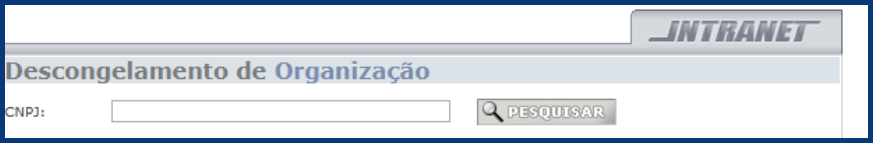 INTRANET
Descongelamento de Organização
CNPJ: PESQUISAR